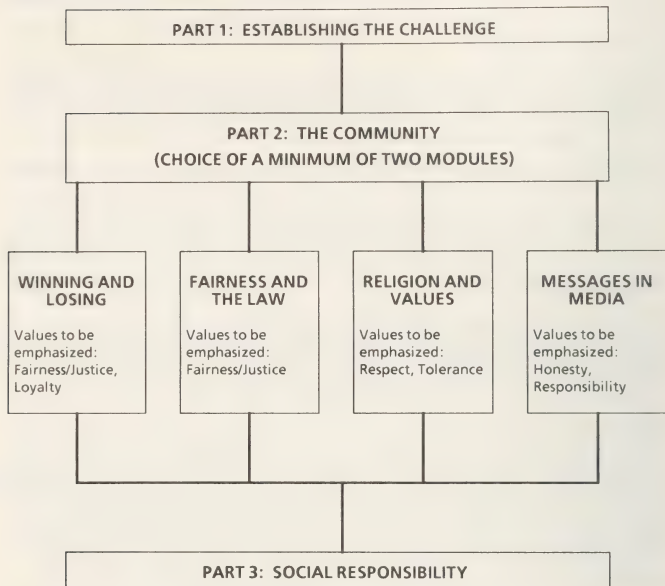 PART 1: ESTABLISHING THE CHALLENGE
PART 2: THE COMMUNITY
(CHOICE OF A MINIMUM OF TWO MODULES)
WINNING AND
LOSING
Values to be
emphasized:
Fairness/Justice,
Loyalty
FAIRNESS AND
THE LAW
Values to be
emphasized:
Fairness/Justice
RELIGION AND
VALUES
Values to be
emphasized:
Respect, Tolerance
MESSAGES IN
MEDIA
Values to be
emphasized:
Honesty,
Responsibility
PART 3: SOCIAL RESPONSIBILITY